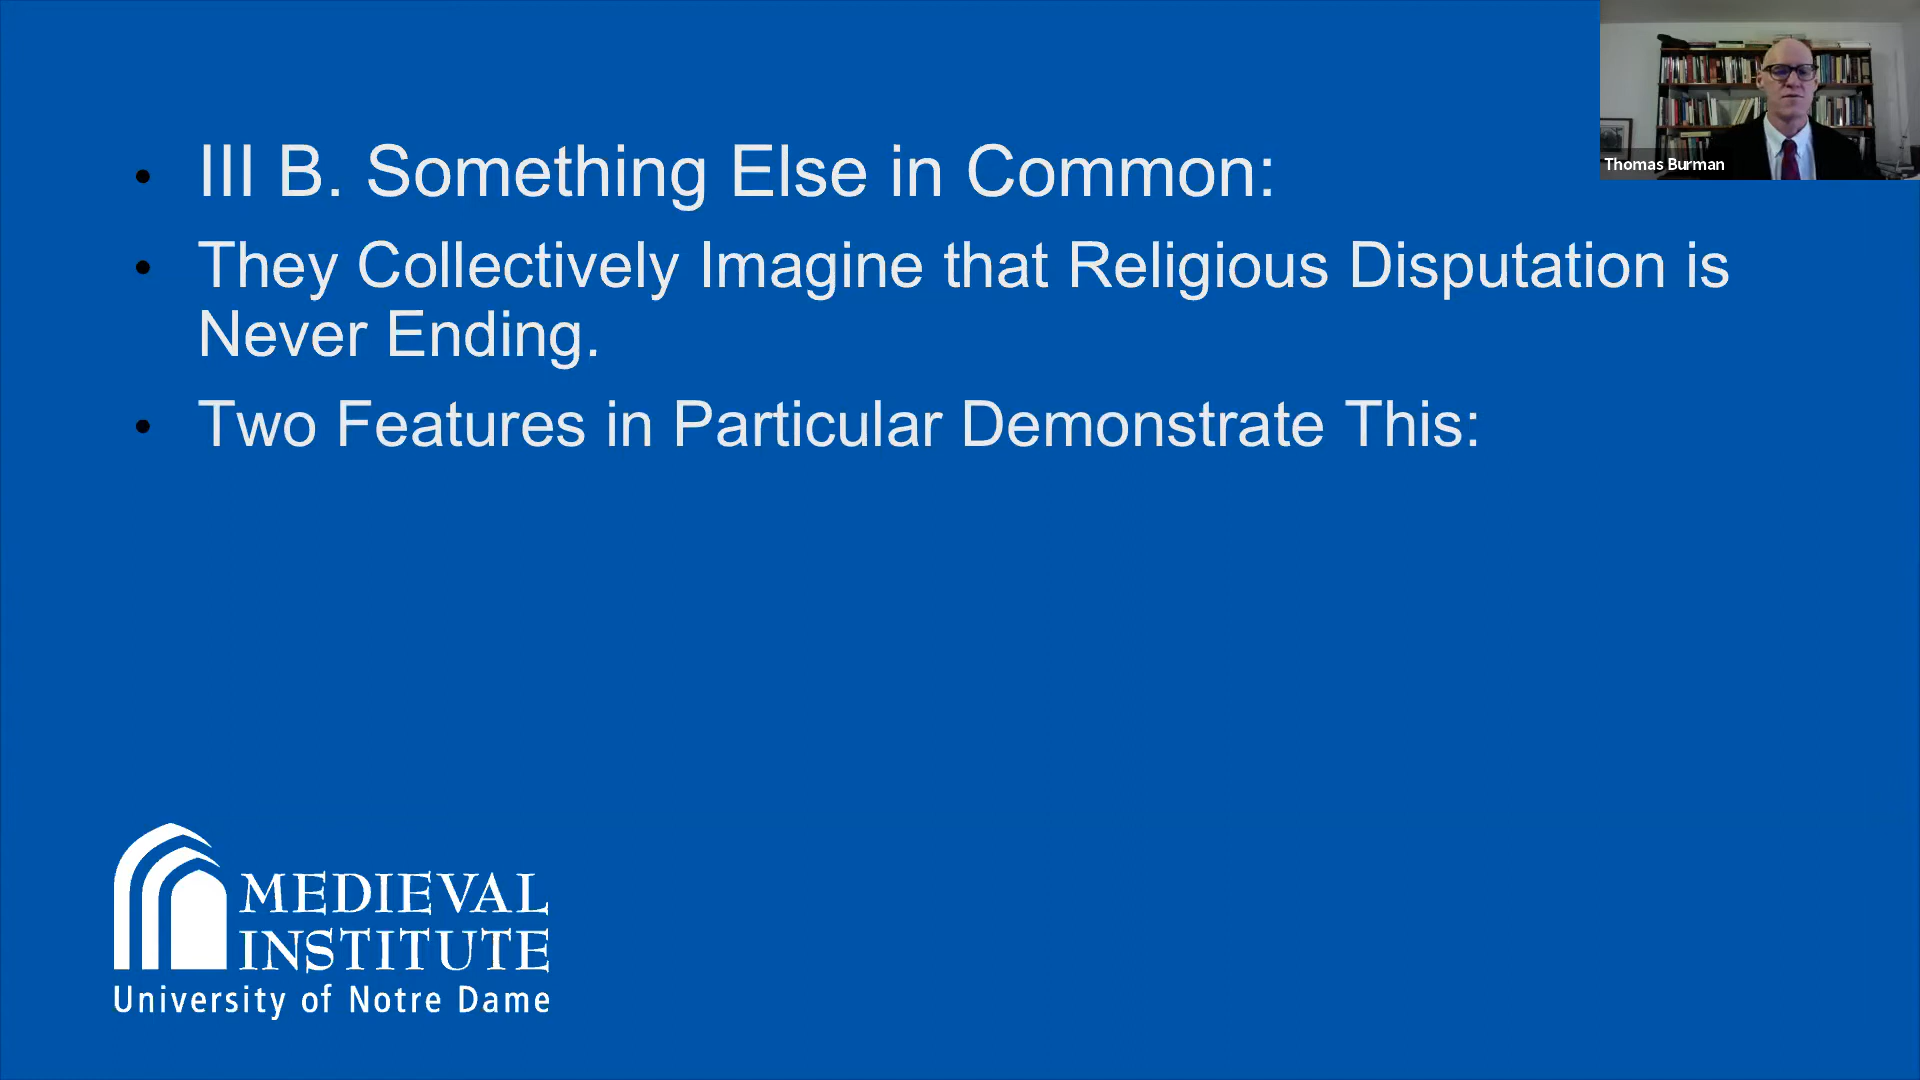 Thomas Burman
• III B. Something Else in Common:
• They Collectively Imagine that Religious Disputation is
Never Ending.
• Two Features in Particular Demonstrate This:
MEDIEVAL
INSTITUTE
University of Notre Dame